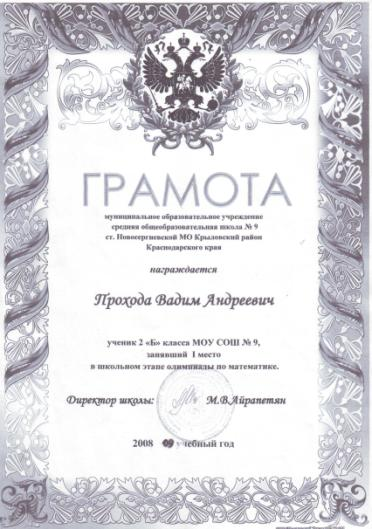 ГРАМОТА
муниципальное образовательное учреждение
средняя общеобразовательная школа № 9
ст. Новосергиевской МО Крыловский район
Краснодарского края
награждается
Прохода Вадим Андреевич
ученик 2 «Б» класса МОУ СОШ № 9,
занявший I место
в школьном этапе олимпиады по математике.
Директор школы: М.В.Айрапетян
2008 09 учебный год